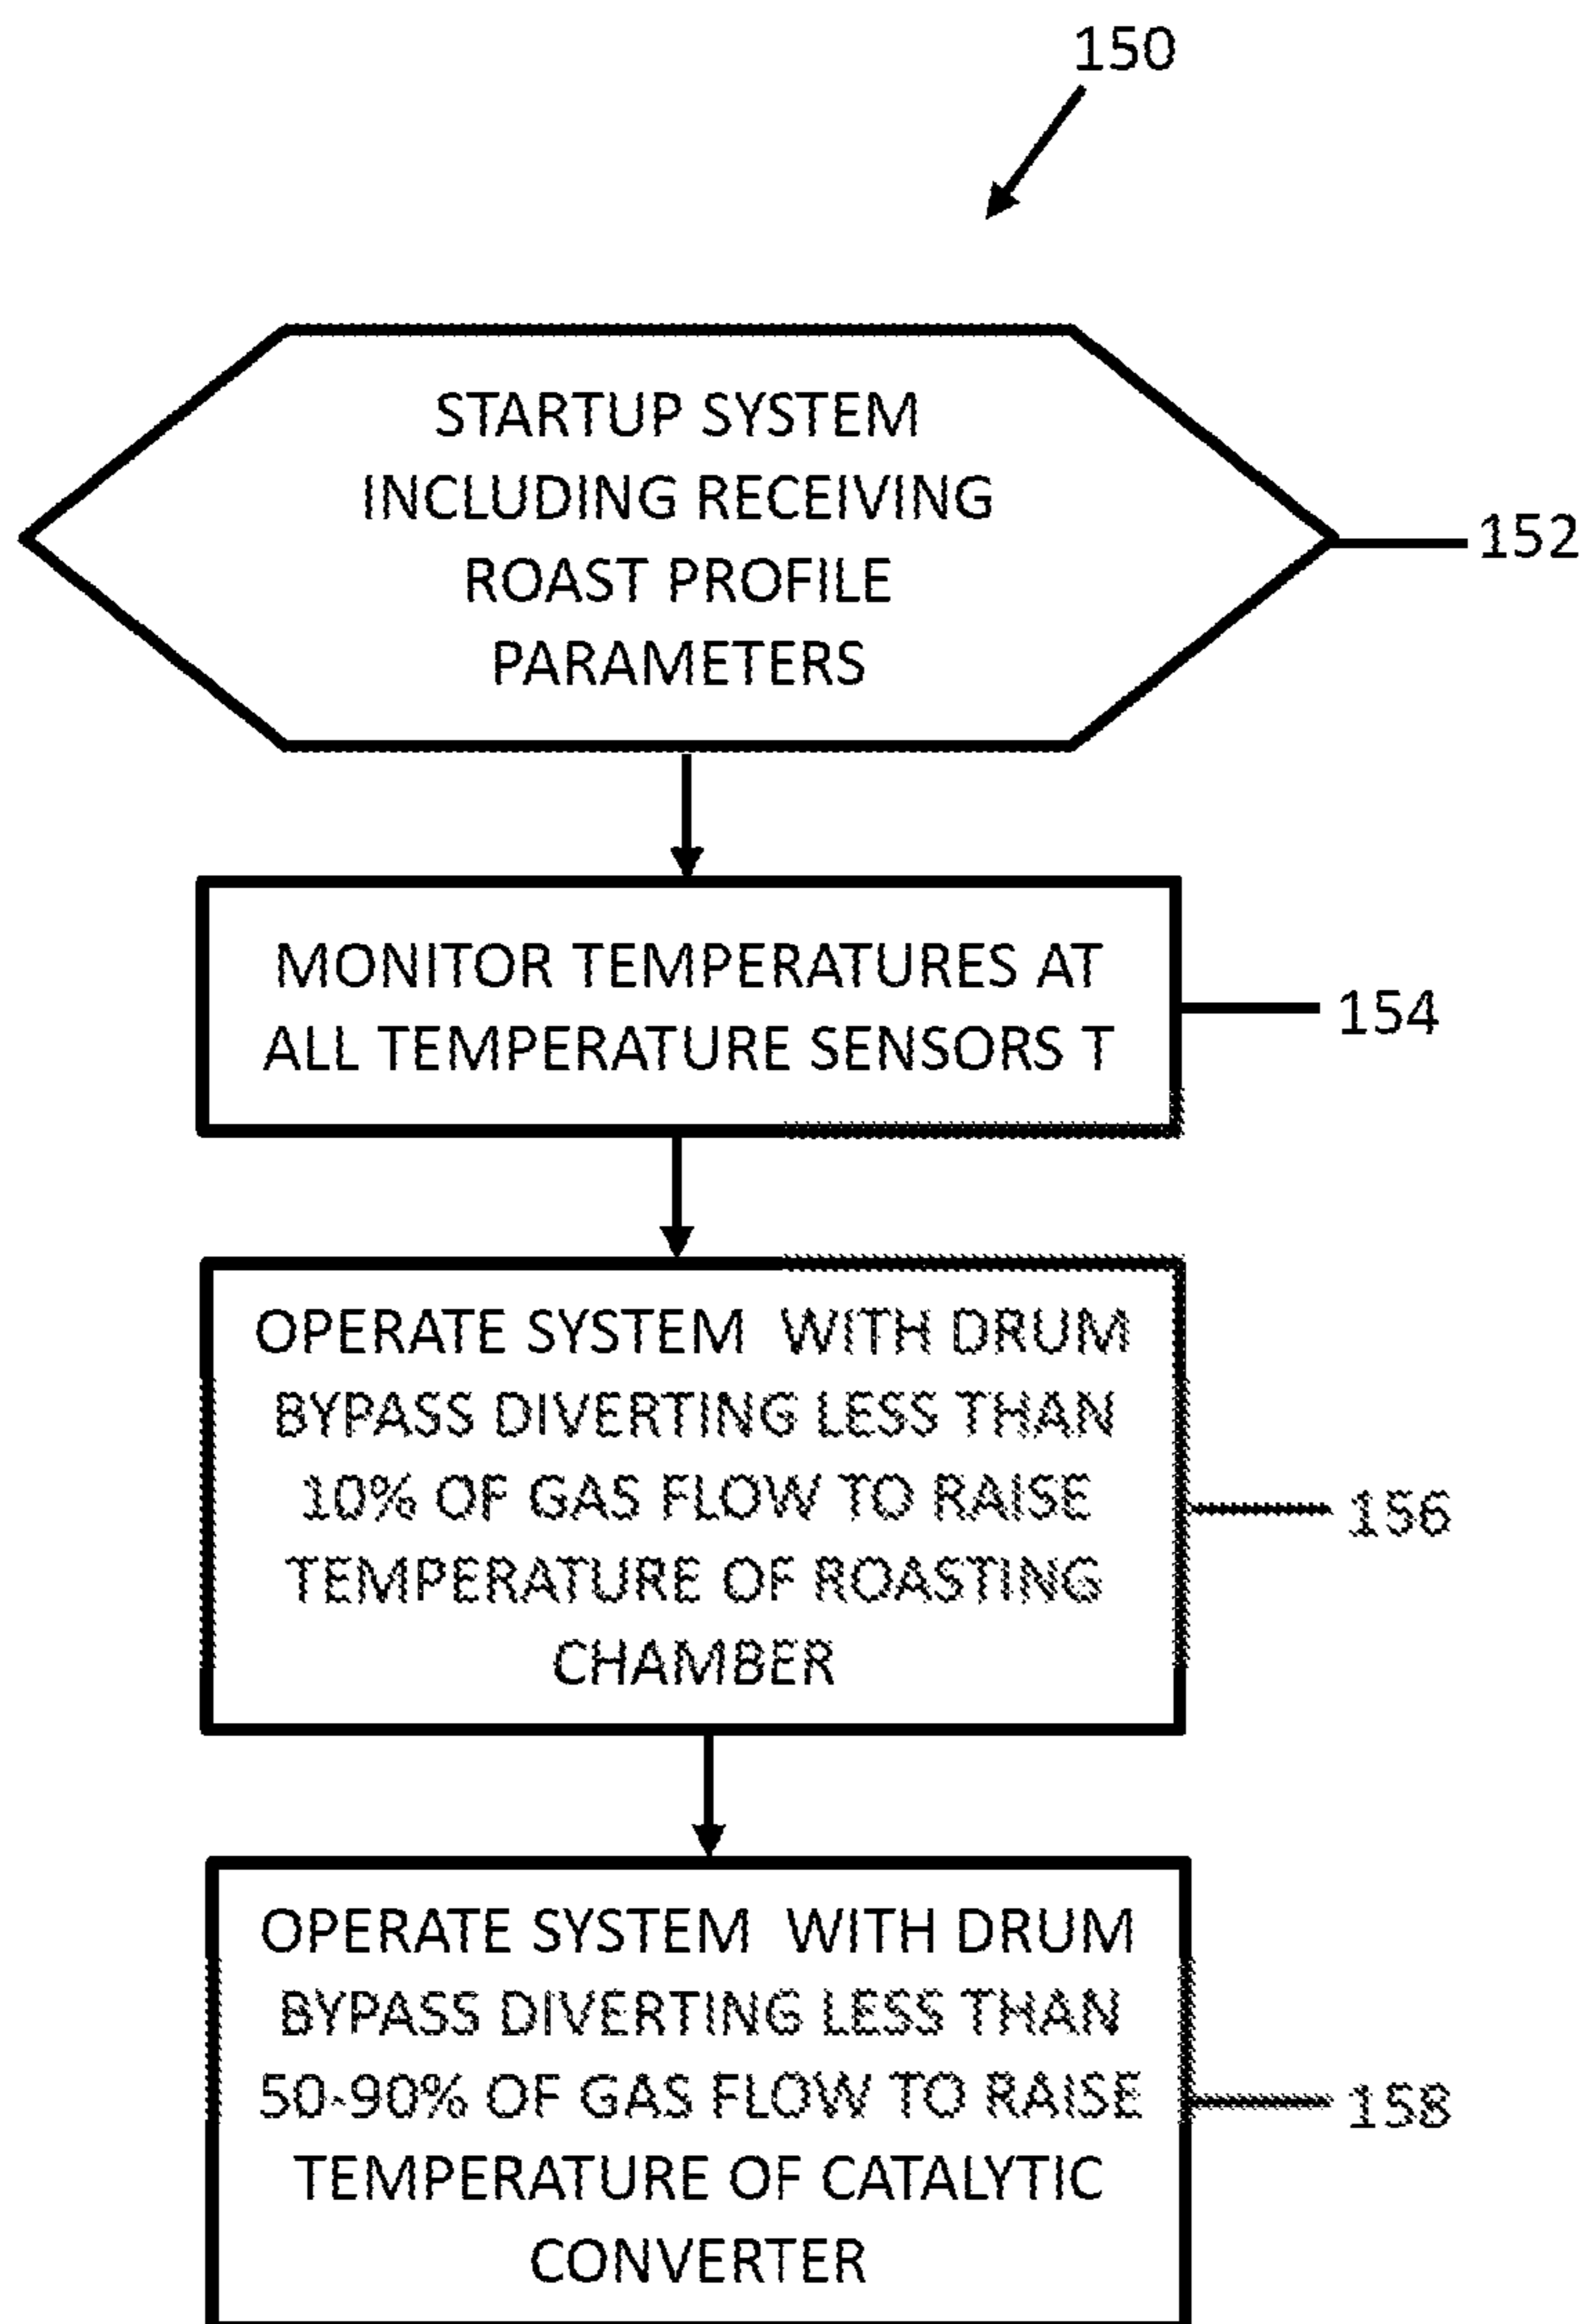 150
STARTUP SYSTEM
INCLUDING RECEIVING
ROAST PROFILE
PARAMETERS
152
MONITOR TEMPERATURES AT
ALL TEMPERATURE SENSORS T
154
OPERATE SYSTEM WITH DRUM
BYPASS DIVERTING LESS THAN
10% OF GAS FLOW TO RAISE
TEMPERATURE OF ROASTING
CHAMBER
156
OPERATE SYSTEM WITH DRUM
BYPASS DIVERTING LESS THAN
50-90% OF GAS FLOW TO RAISE
TEMPERATURE OF CATALYTIC
CONVERTER
158